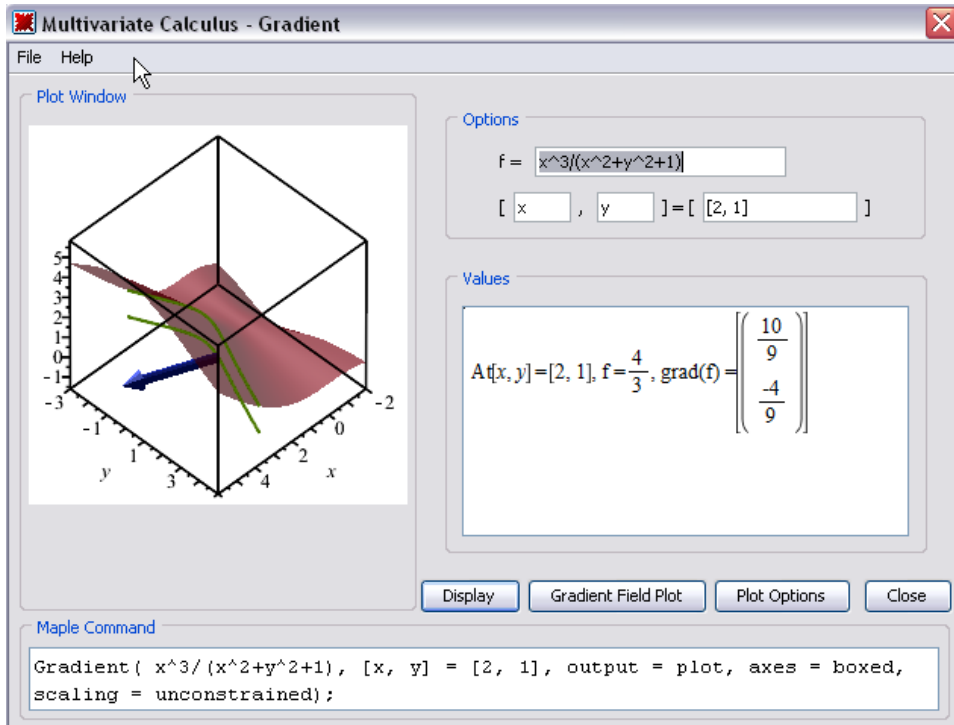 Multivariate Calculus - Gradient
File Help
Plot Window
5
4
3
2
1
0
-1
-3
-1
1
3
y
-2
0
2
4
x
Options
f = x^3/(x^2+y^2+1)
[ x , y ] = [ [2, 1] ]
Values
At[x, y]=[2, 1], f=4/3, grad(f)=[(10/9 -4/9)]
Display Gradient Field Plot Plot Options Close
Maple Command
Gradient( x^3/(x^2+y^2+1), [x, y] = [2, 1], output = plot, axes = boxed,
scaling = unconstrained);